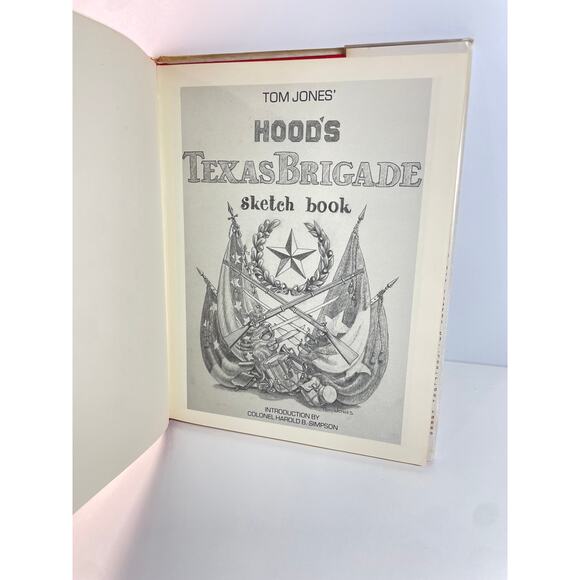 TOM JONES'
HOOD'S
TEXAS BRIGADE
sketch book
INTRODUCTION BY
COLONEL HAROLD B. SIMPSON